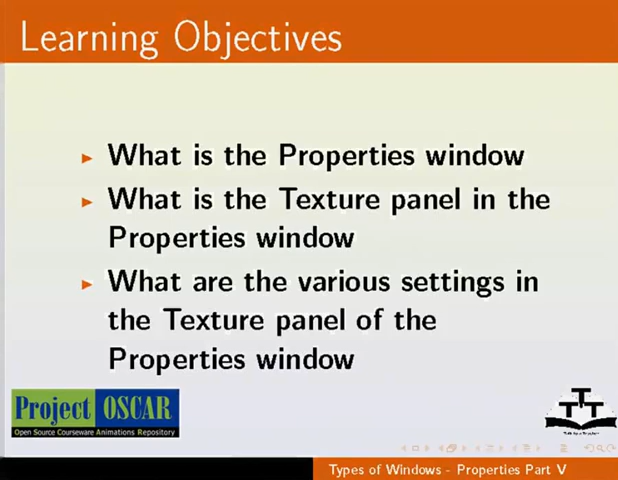 Learning Objectives
What is the Properties window
What is the Texture panel in the
Properties window
What are the various settings in
the Texture panel of the
Properties window
Project OSCAR
Open Source Courseware Animations Repository
TTT
Types of Windows - Properties Part V